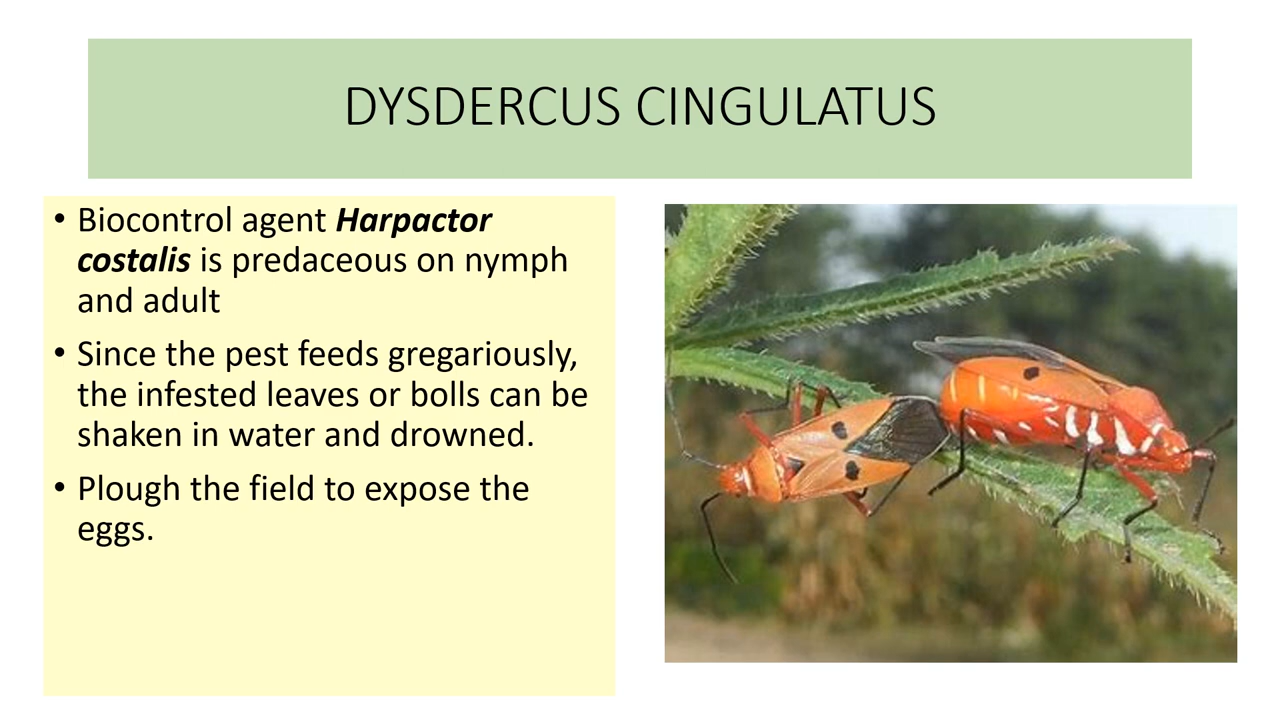 DYSDERCUS CINGULATUS
• Biocontrol agent Harpactor
costalis is predaceous on nymph
and adult
• Since the pest feeds gregariously,
the infested leaves or bolls can be
shaken in water and drowned.
• Plough the field to expose the
eggs.